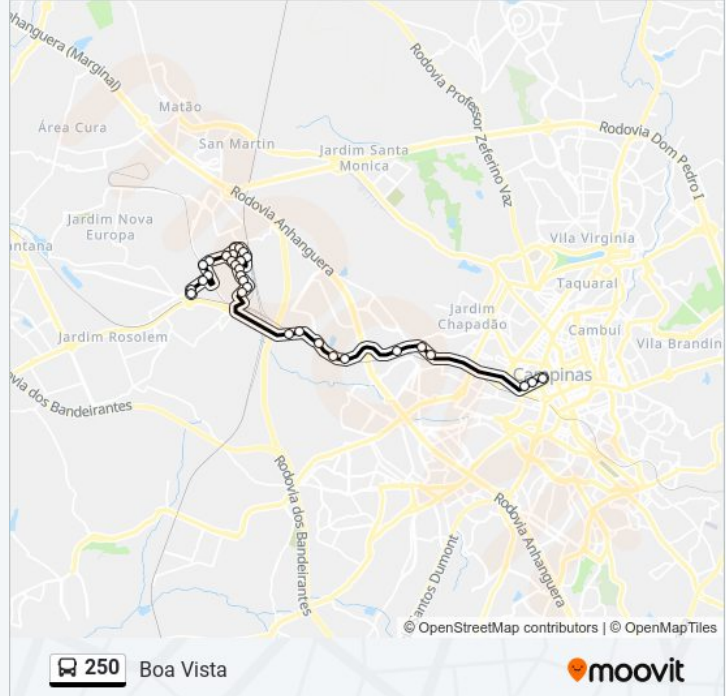 nhanguera (Marginal)
Matão
Área Cura
San Martin
Jardim Santa
Monica
Rodovia Professor Zeferino Vaz
Rodovia Dom Pedro I
Rodovia Anhanguera
Jardim Nova
Europa
antana
Vila Virginia
Taquaral
Jardim
Chapadão
Cambuí
Vila Brandin
Jardim Rosolem
Campinas
ovia dos Bandeirantes
Rodovia dos Bandeirantes
Rodovia Anhanguera
antos Dumont
© OpenStreetMap contributors | © OpenMapTiles
250 Boa Vista
moovit